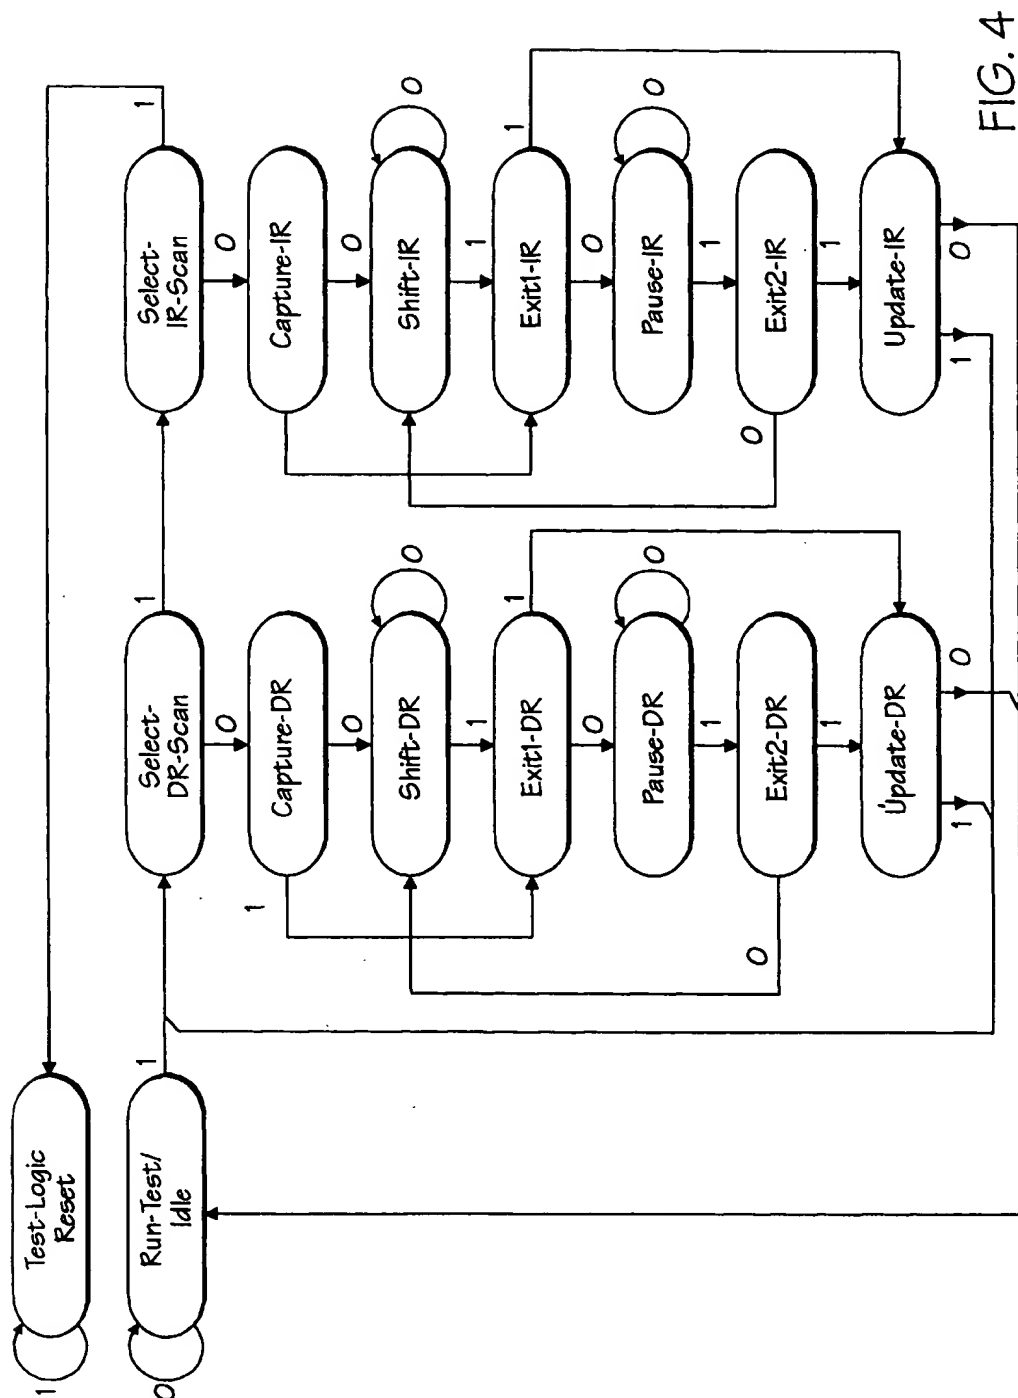 Test-Logic
Reset
1
Run-Test/
Idle
0
1
Select-
DR-Scan
1
0
Capture-DR
1
0
Shift-DR
0
1
Exit1-DR
1
0
Pause-DR
0
1
Exit2-DR
0
1
Update-DR
1
0
Select-
IR-Scan
1
0
Capture-IR
0
Shift-IR
0
1
Exit1-IR
1
0
Pause-IR
0
1
Exit2-IR
0
1
Update-IR
1
0
FIG. 4